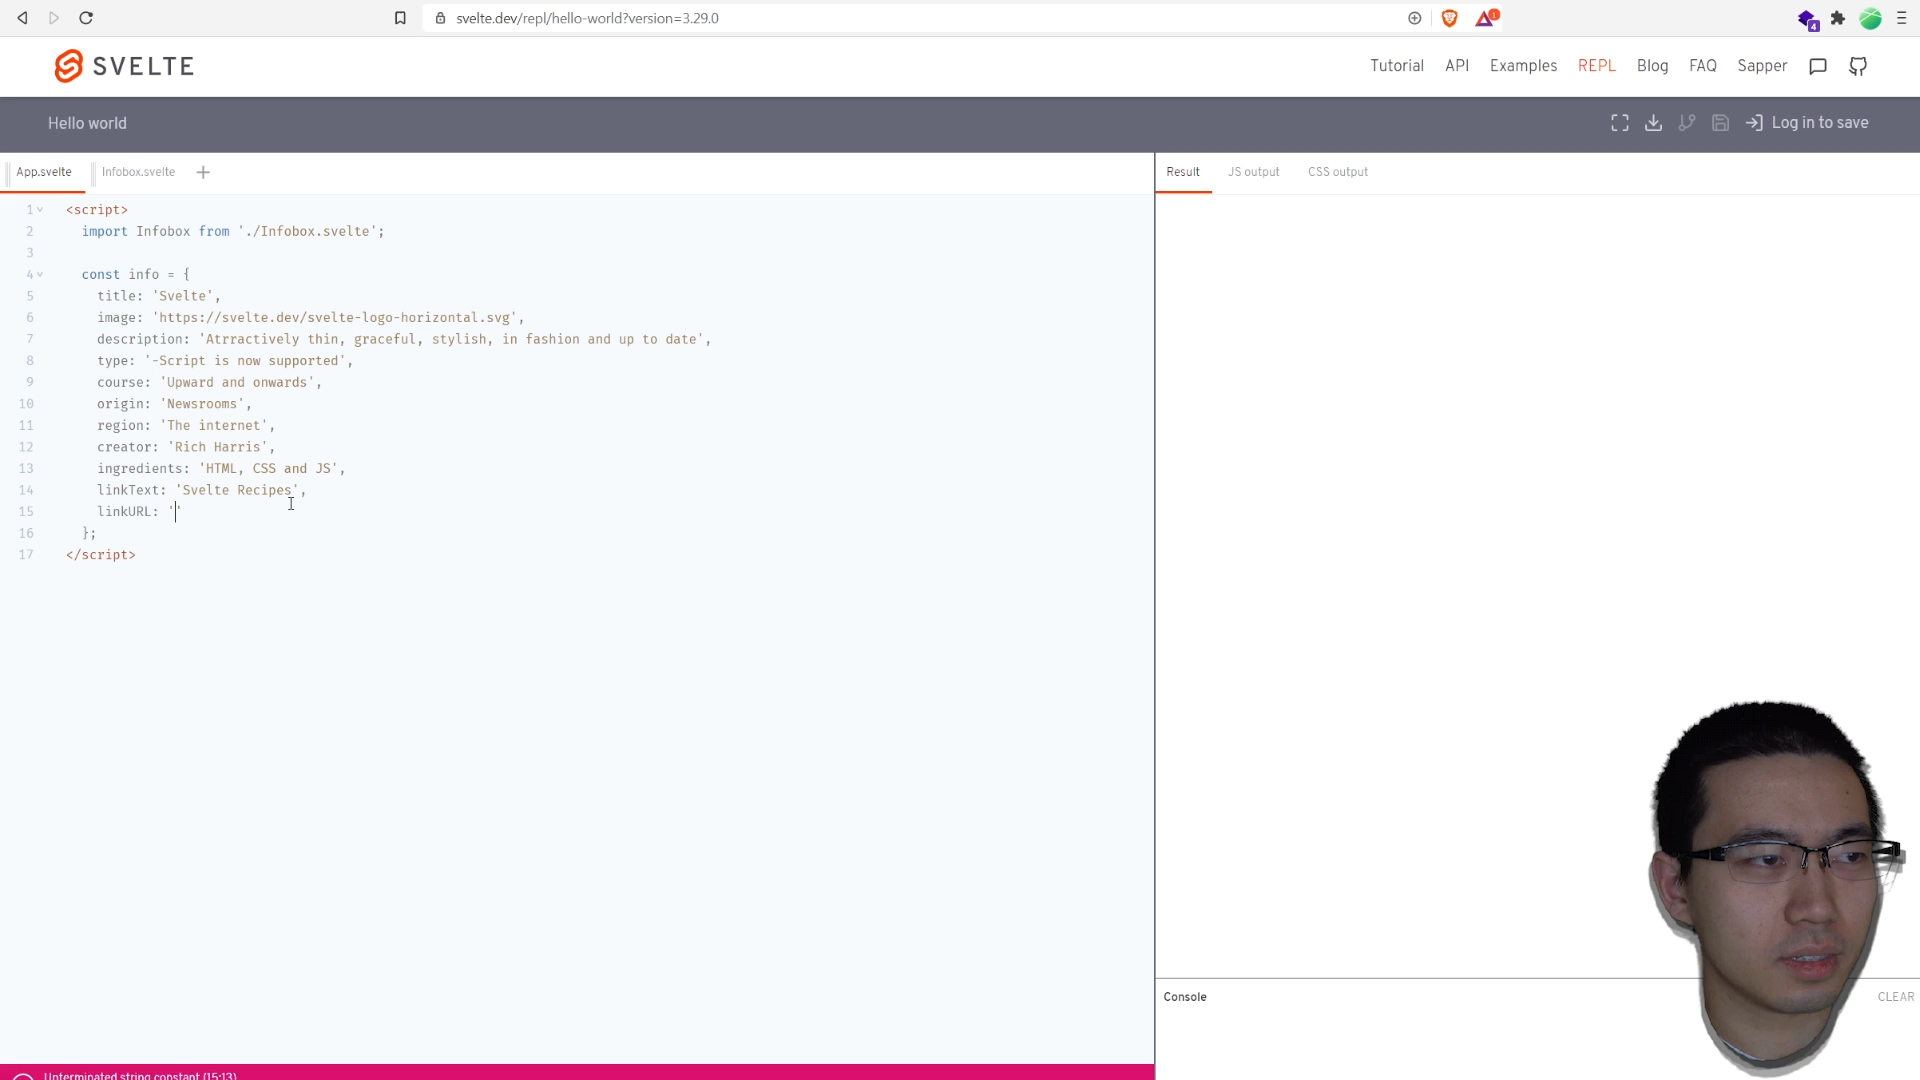 svelte.dev/repl/hello-world?version=3.29.0
4
1
SVELTE
Tutorial API Examples REPL Blog FAQ Sapper
Hello world
Log in to save
App.svelte Infobox.svelte +
Result JS output CSS output
1 <script>
2 import Infobox from './Infobox.svelte';
3
4 const info = {
5 title: 'Svelte',
6 image: 'https://svelte.dev/svelte-logo-horizontal.svg',
7 description: 'Atrractively thin, graceful, stylish, in fashion and up to date',
8 type: '-Script is now supported',
9 course: 'Upward and onwards',
10 origin: 'Newsrooms',
11 region: 'The internet',
12 creator: 'Rich Harris',
13 ingredients: 'HTML, CSS and JS',
14 linkText: 'Svelte Recipes',
15 linkURL: ''
16 };
17 </script>
Console
CLEAR
Unterminated string constant (15:13)